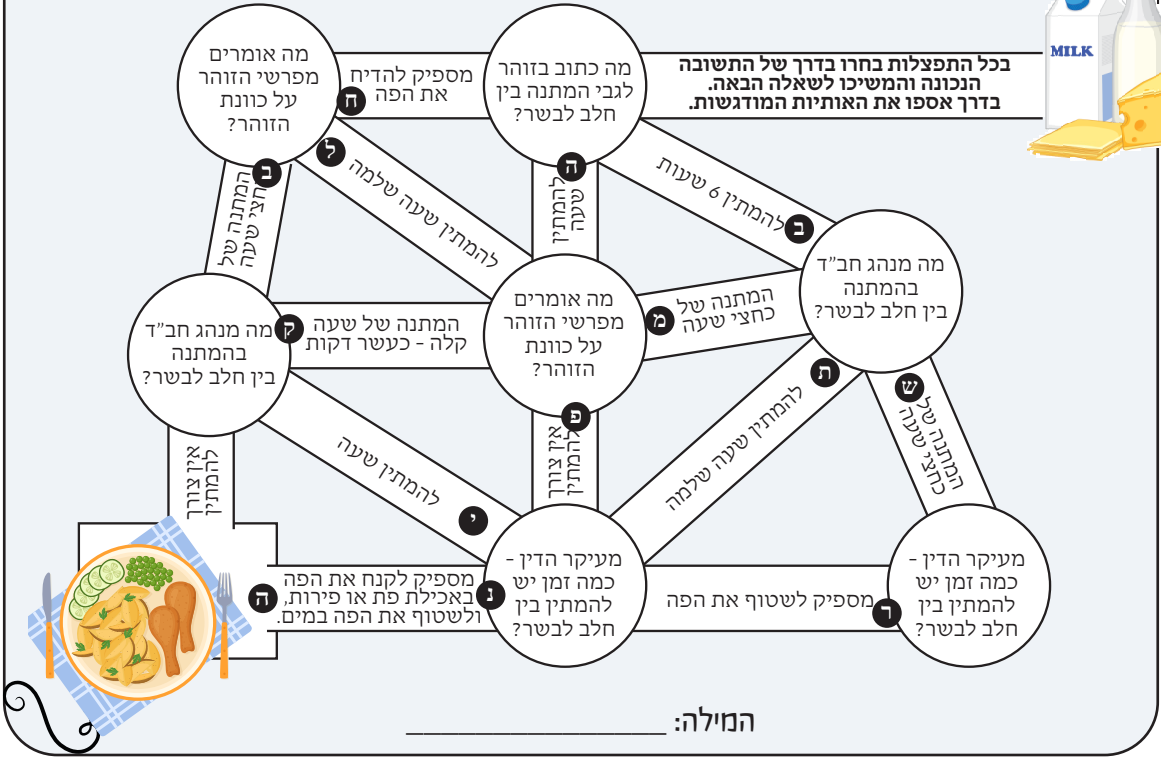 MILK
בכל התפצלות בחרו בדרך של התשובה
הנכונה והמשיכו לשאלה הבאה.
בדרך אספו את האותיות המודגשות.
מה כתוב בזוהר
לגבי המתנה בין
חלב לבשר?
מספיק להדיח
את הפה
ח
מה אומרים
מפרשי הזוהר
על כוונת
הזוהר?
ה
להמתין
שעה
להמתין 6 שעות
ב
ל
להמתין שעה שלמה
ב
המתנה של
כחצי שעה
מה מנהג חב"ד
בהמתנה
בין חלב לבשר?
המתנה של
כחצי שעה
מ
מה אומרים
מפרשי הזוהר
על כוונת
הזוהר?
המתנה של שעה
קלה - כעשר דקות
ק
מה מנהג חב"ד
בהמתנה
בין חלב לבשר?
ש
המתנה של
כחצי שעה
ת
להמתין שעה שלמה
פ
אין צורך
להמתין
להמתין שעה
י
אין צורך
להמתין
מעיקר הדין -
כמה זמן יש
להמתין בין
חלב לבשר?
ר
מספיק לשטוף את הפה
מעיקר הדין -
כמה זמן יש
להמתין בין
חלב לבשר?
נ
מספיק לקנח את הפה
באכילת פת או פירות,
ולשטוף את הפה במים.
ה
המילה: ____________________